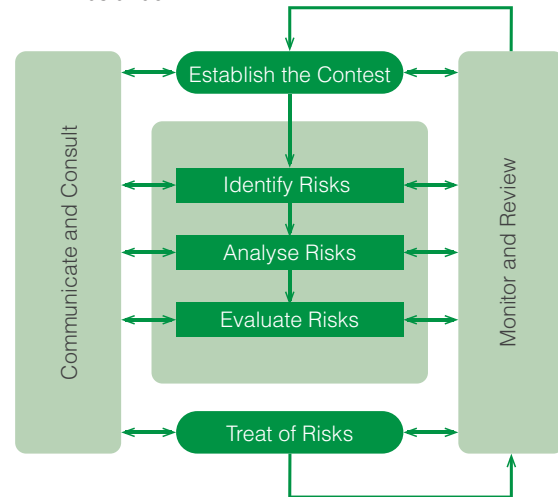 Establish the Contest
Communicate and Consult
Identify Risks
Analyse Risks
Evaluate Risks
Monitor and Review
Treat of Risks